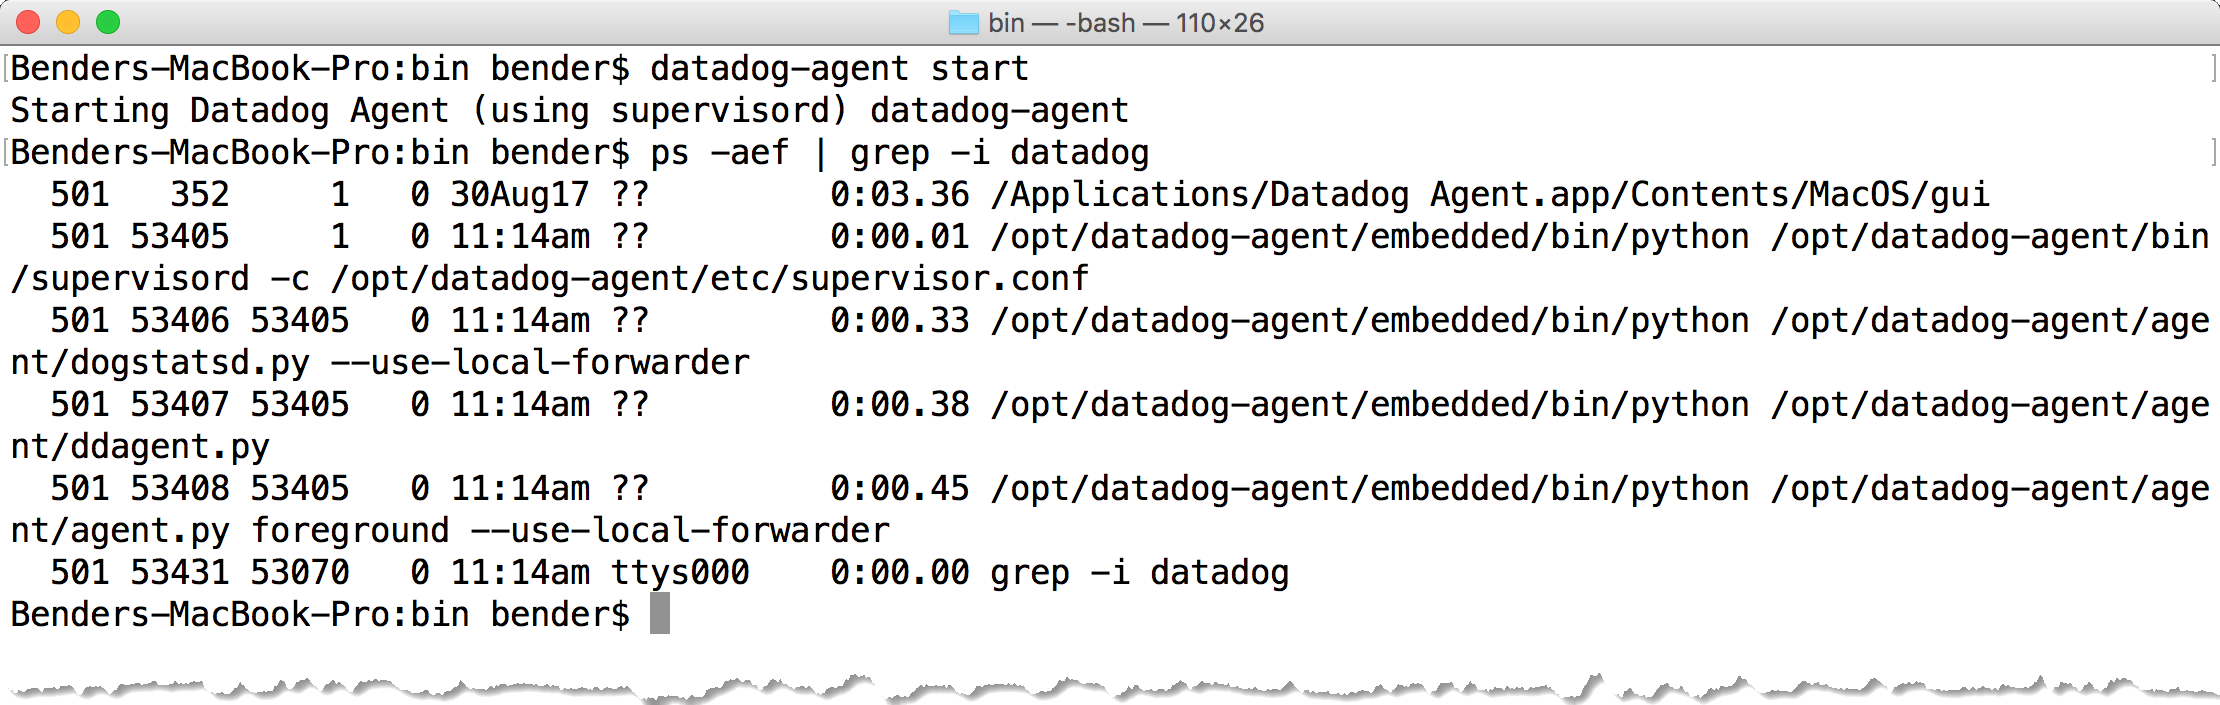 bin — -bash — 110×26
Benders-MacBook-Pro:bin bender$ datadog-agent start
Starting Datadog Agent (using supervisord) datadog-agent
Benders-MacBook-Pro:bin bender$ ps -aef | grep -i datadog
  501   352     1   0 30Aug17 ??         0:03.36 /Applications/Datadog Agent.app/Contents/MacOS/gui
  501 53405     1   0 11:14am ??         0:00.01 /opt/datadog-agent/embedded/bin/python /opt/datadog-agent/bin
/supervisord -c /opt/datadog-agent/etc/supervisor.conf
  501 53406 53405   0 11:14am ??         0:00.33 /opt/datadog-agent/embedded/bin/python /opt/datadog-agent/age
nt/dogstatsd.py --use-local-forwarder
  501 53407 53405   0 11:14am ??         0:00.38 /opt/datadog-agent/embedded/bin/python /opt/datadog-agent/age
nt/ddagent.py
  501 53408 53405   0 11:14am ??         0:00.45 /opt/datadog-agent/embedded/bin/python /opt/datadog-agent/age
nt/agent.py foreground --use-local-forwarder
  501 53431 53070   0 11:14am ttys000    0:00.00 grep -i datadog
Benders-MacBook-Pro:bin bender$